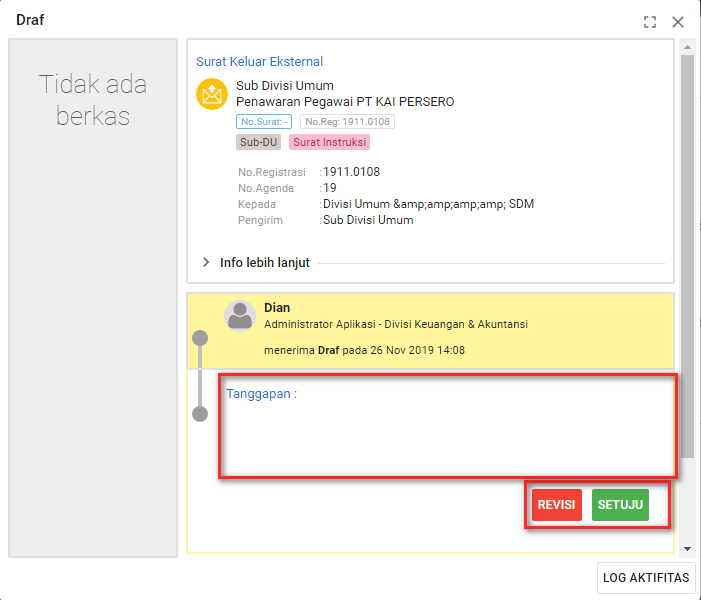 Draf
Tidak ada
berkas
Surat Keluar Eksternal
Sub Divisi Umum
Penawaran Pegawai PT KAI PERSERO
No.Surat: -
No.Reg: 1911.0108
Sub-DU
Surat Instruksi
No.Registrasi :1911.0108
No.Agenda :19
Kepada :Divisi Umum &amp;amp;amp;amp; SDM
Pengirim :Sub Divisi Umum
Info lebih lanjut
Dian
Administrator Aplikasi - Divisi Keuangan & Akuntansi
menerima Draf pada 26 Nov 2019 14:08
Tanggapan :
REVISI
SETUJU
LOG AKTIFITAS